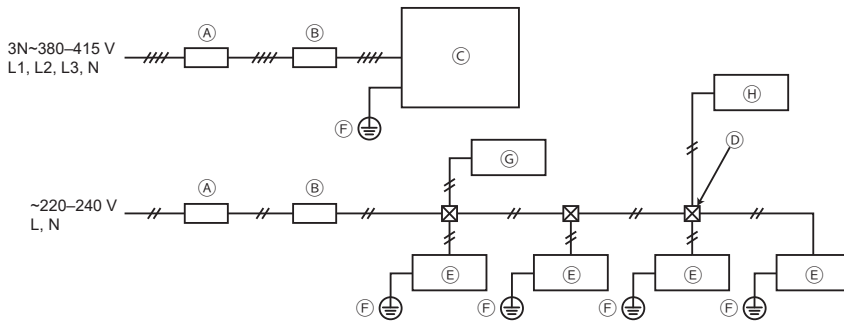 Ⓐ Ⓑ
3N~380–415 V
L1, L2, L3, N
Ⓒ
Ⓗ
Ⓕ
Ⓓ
Ⓖ
Ⓐ Ⓑ
~220–240 V
L, N
Ⓔ Ⓔ Ⓔ Ⓔ
Ⓕ Ⓕ Ⓕ Ⓕ